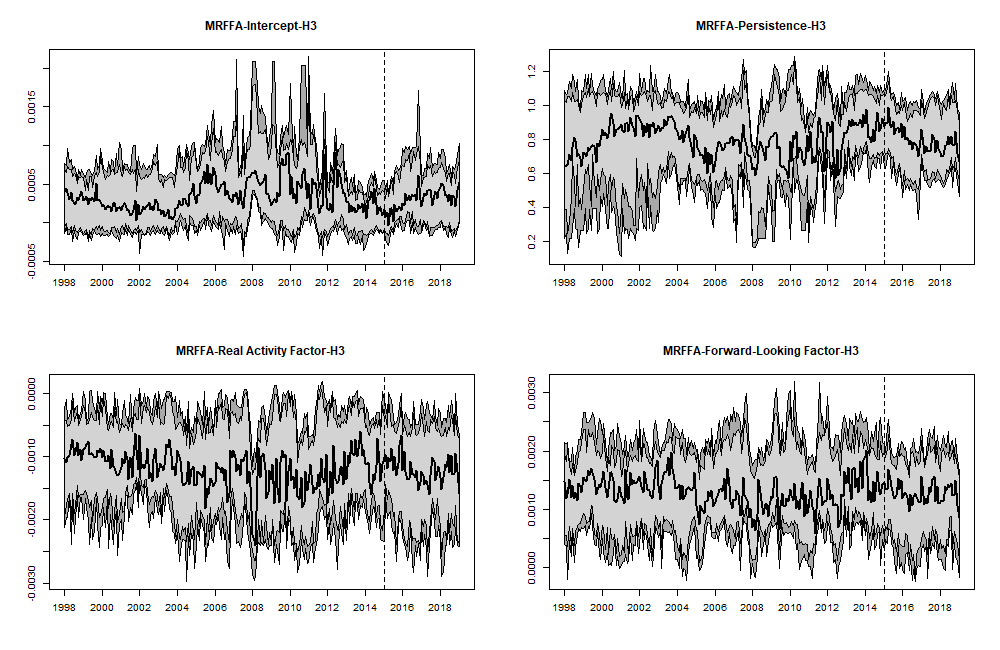 MRFFA-Intercept-H3
MRFFA-Persistence-H3
0.0015
0.0005
-0.0005
1998 2000 2002 2004 2006 2008 2010 2012 2014 2016 2018
1.2
1.0
0.8
0.6
0.4
0.2
1998 2000 2002 2004 2006 2008 2010 2012 2014 2016 2018
MRFFA-Real Activity Factor-H3
MRFFA-Forward-Looking Factor-H3
0.0000
-0.0010
-0.0020
-0.0030
1998 2000 2002 2004 2006 2008 2010 2012 2014 2016 2018
0.0030
0.0020
0.0010
0.0000
1998 2000 2002 2004 2006 2008 2010 2012 2014 2016 2018